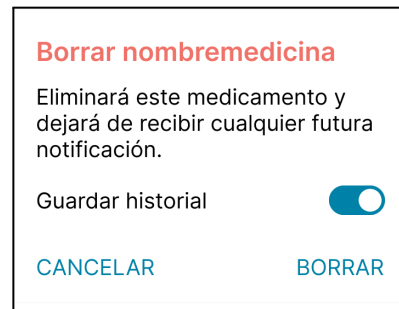 Borrar nombremedicina
Eliminará este medicamento y
dejará de recibir cualquier futura
notificación.
Guardar historial
CANCELAR BORRAR